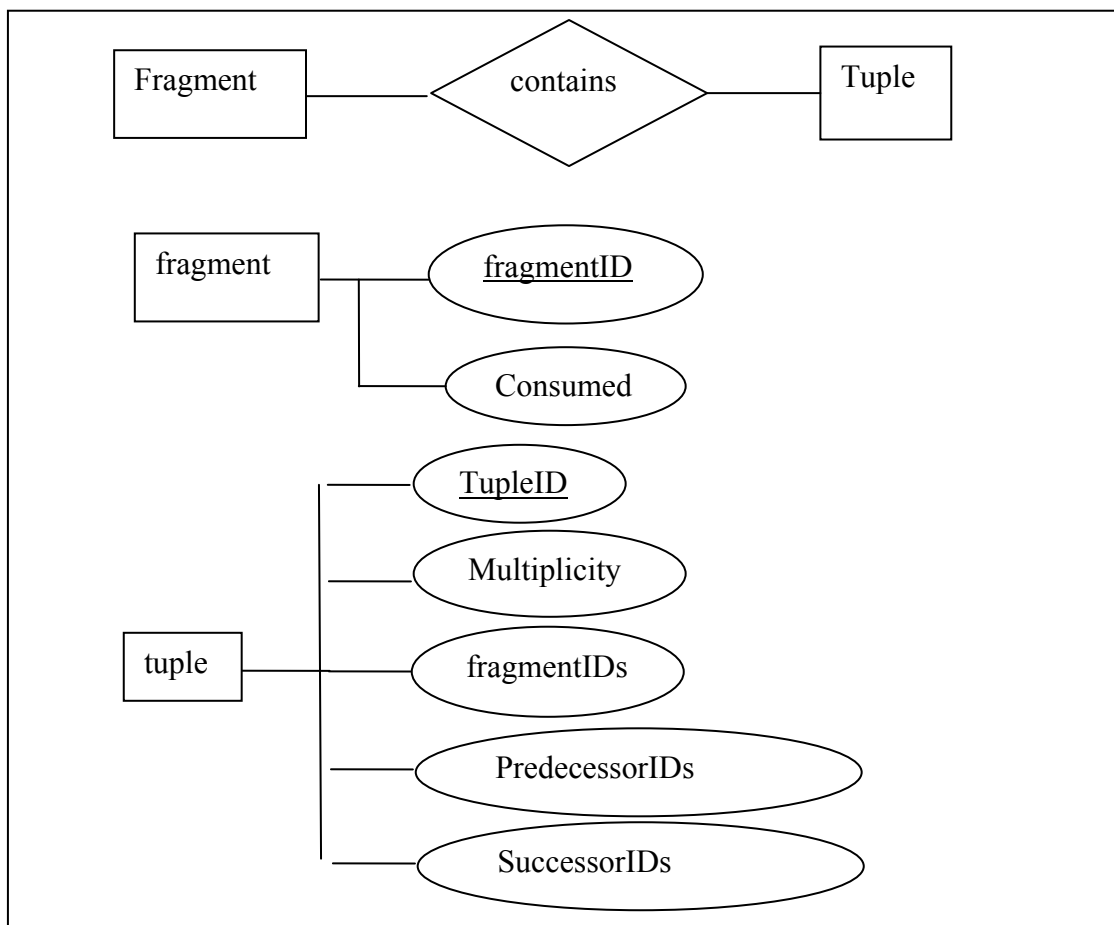 Fragment
contains
Tuple
fragment
fragmentID
Consumed
TupleID
Multiplicity
tuple
fragmentIDs
PredecessorIDs
SuccessorIDs